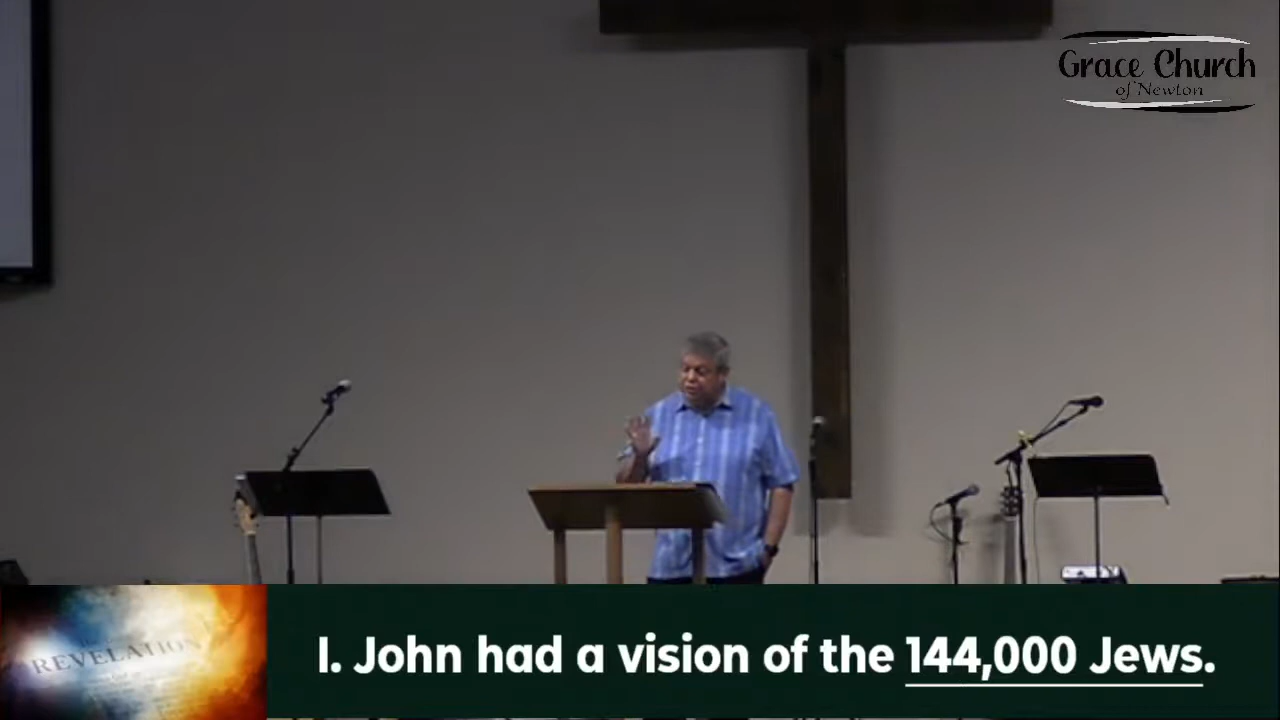 Grace Church
of Newton
REVELATION
I. John had a vision of the 144,000 Jews.